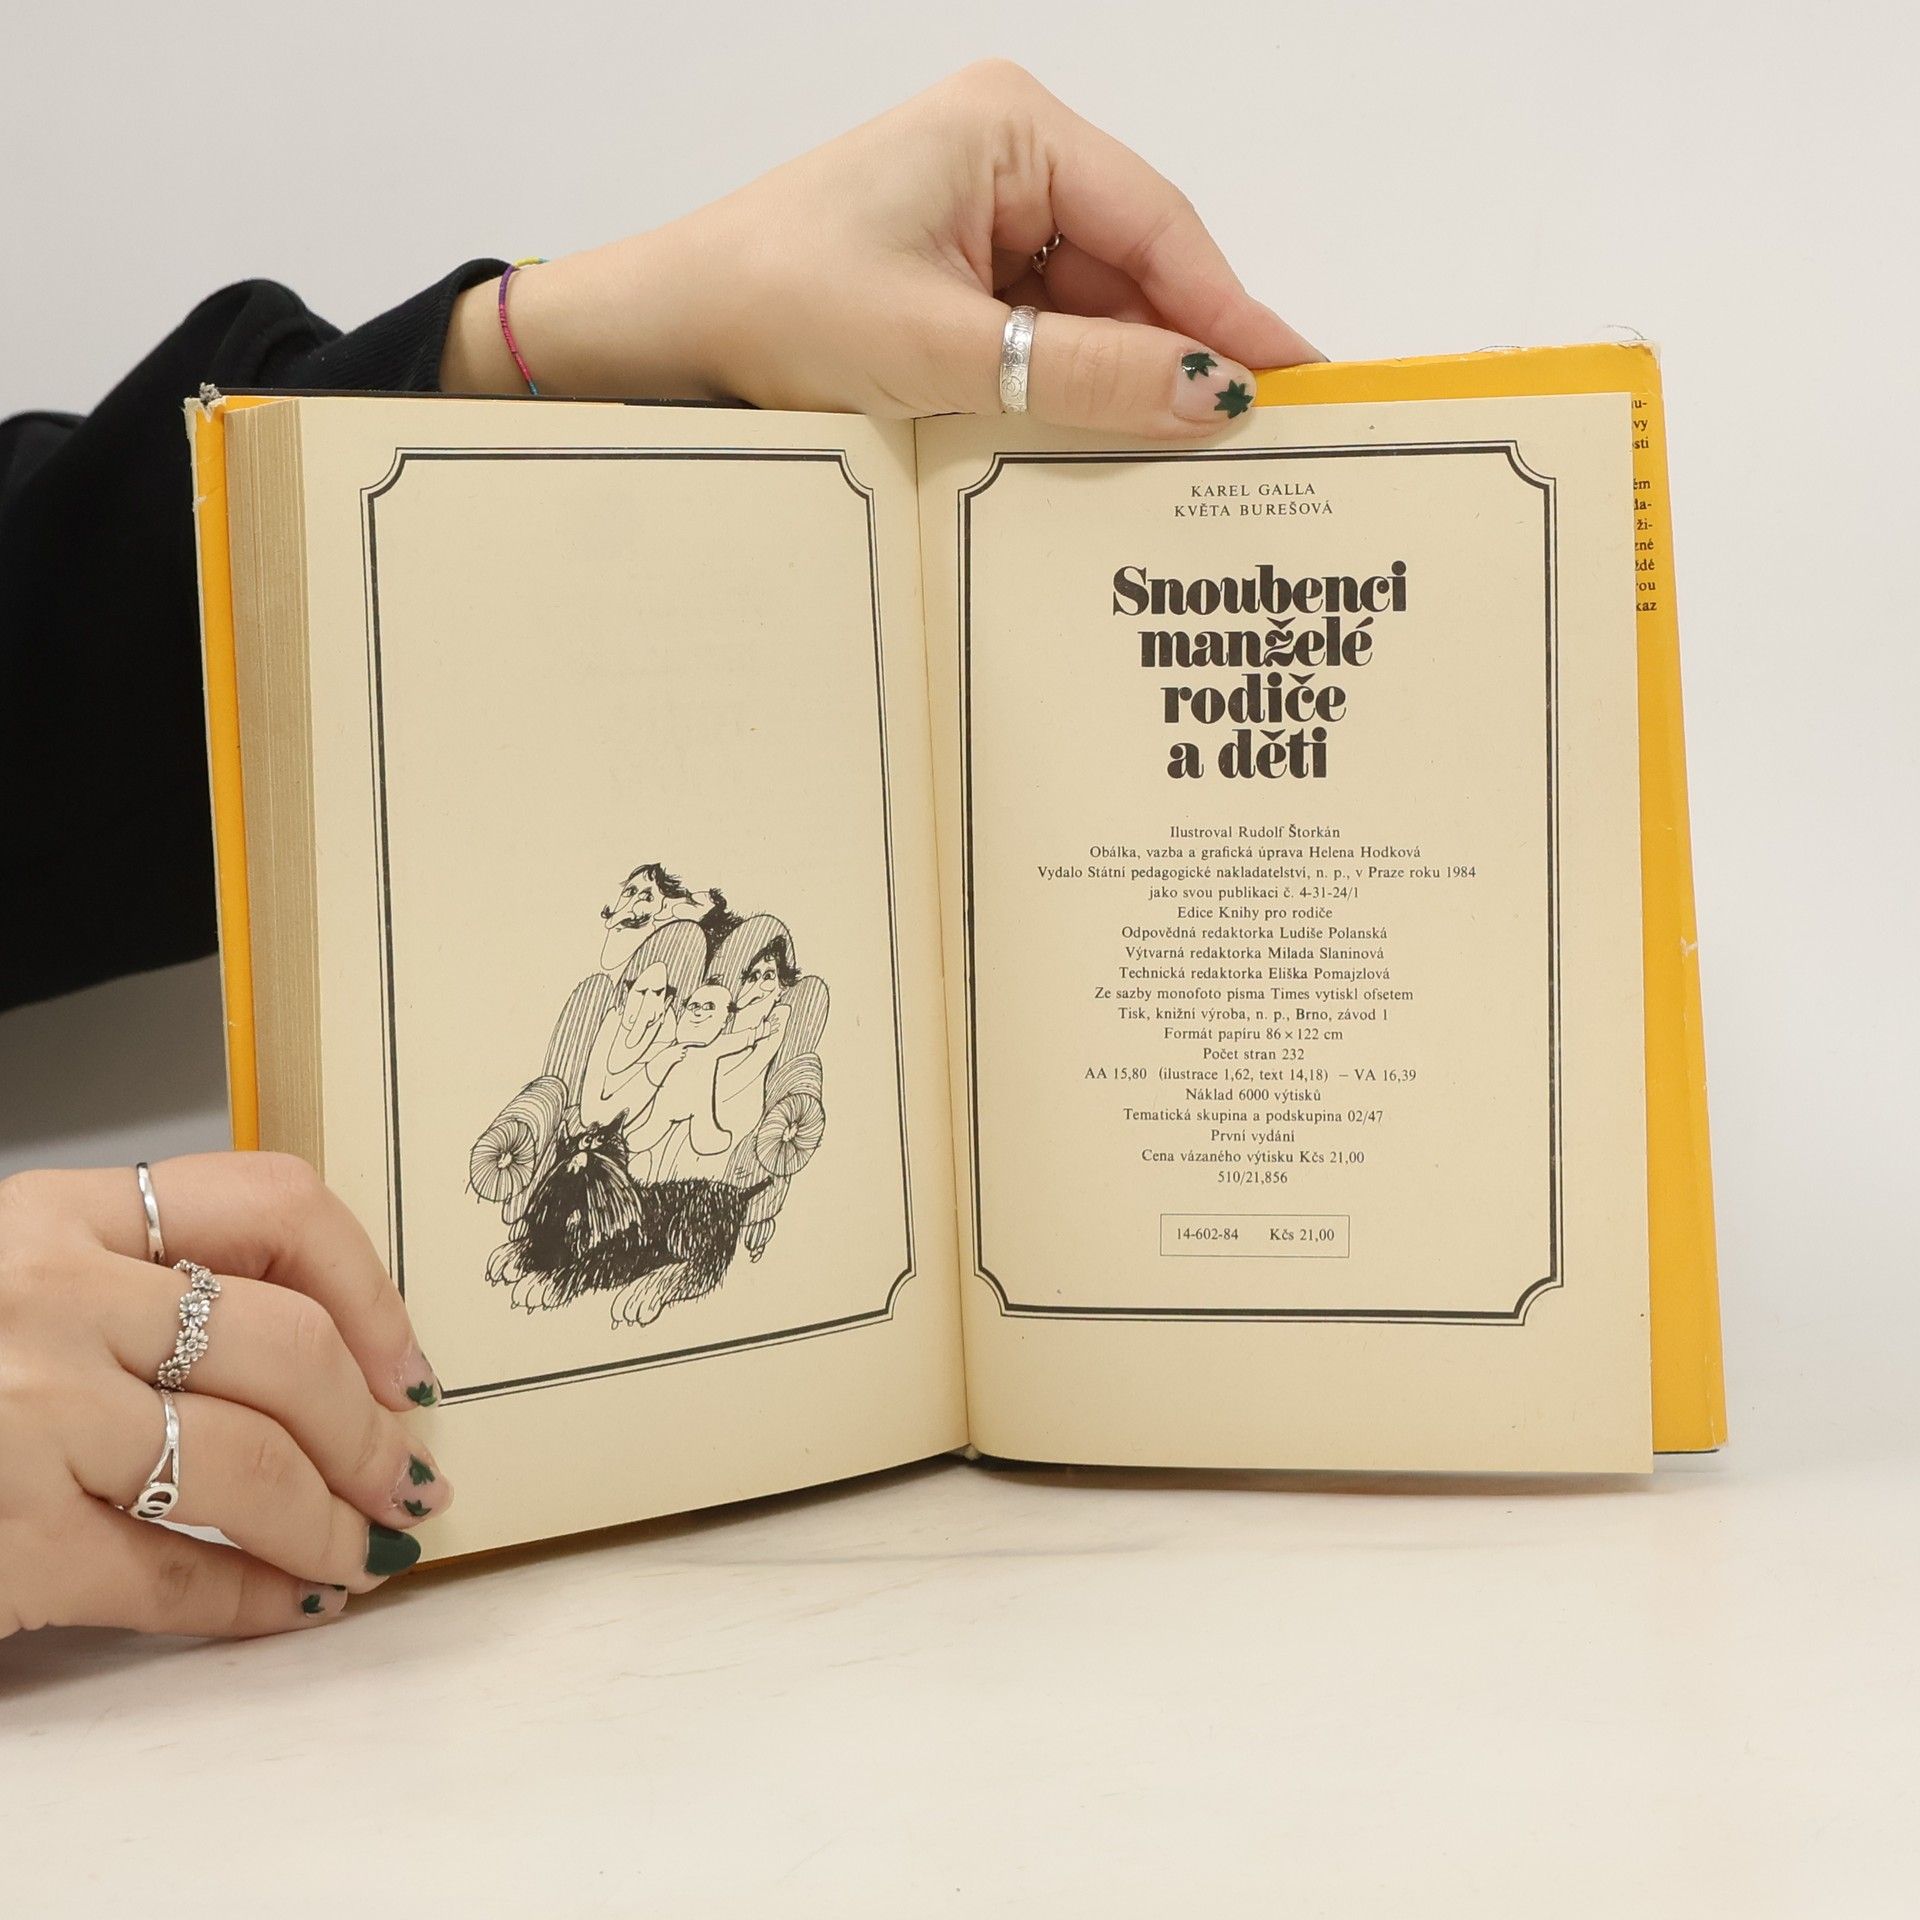 KAREL GALLA
KVĚTA BUREŠOVÁ
Snoubenci
manželé
rodiče
a děti
Ilustroval Rudolf Štorkán
Obálka, vazba a grafická úprava Helena Hodková
Vydalo Státní pedagogické nakladatelství, n. p., v Praze roku 1984
jako svou publikaci č. 4-31-24/1
Edice Knihy pro rodiče
Odpovědná redaktorka Ludiše Polanská
Výtvarná redaktorka Milada Slaninová
Technická redaktorka Eliška Pomajzlová
Ze sazby monofoto písma Times vytiskl ofsetem
Tisk, knižní výroba, n. p., Brno, závod 1
Formát papíru 86 × 122 cm
Počet stran 232
AA 15,80 (ilustrace 1,62, text 14,18) – VA 16,39
Náklad 6000 výtisků
Tematická skupina a podskupina 02/47
První vydání
Cena vázaného výtisku Kčs 21,00
510/21,856
14-602-84 Kčs 21,00